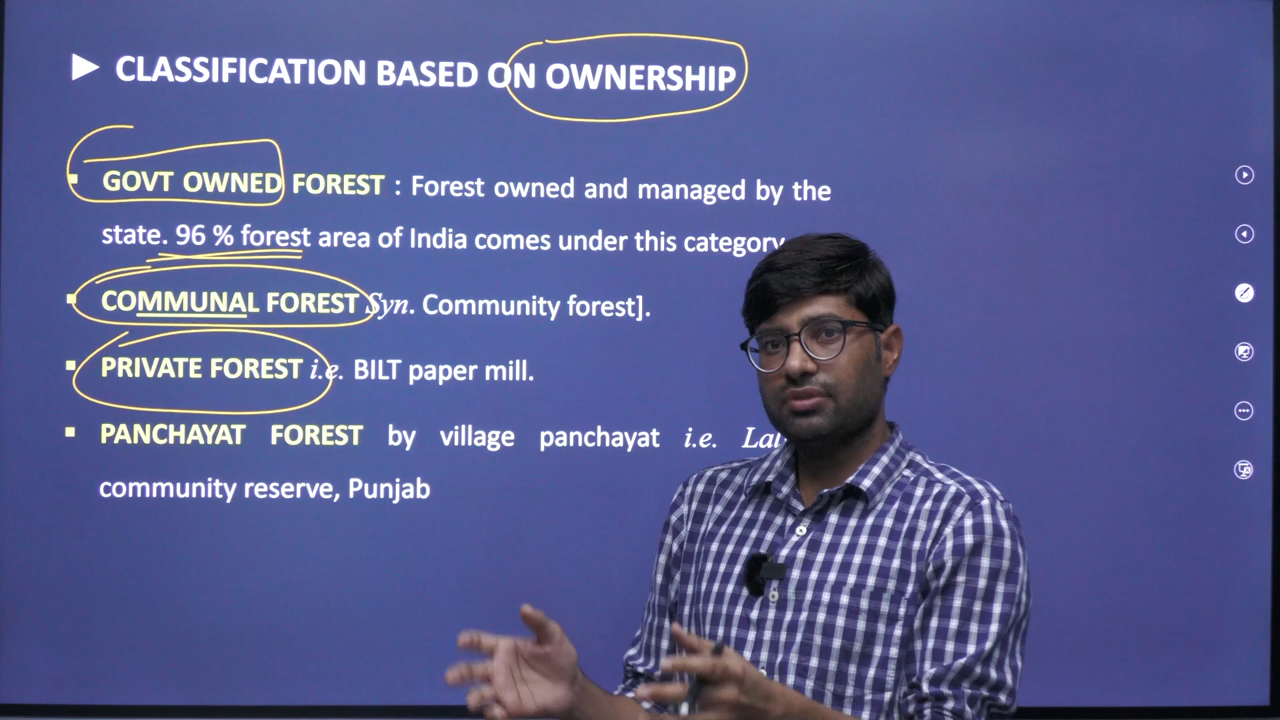 ► CLASSIFICATION BASED ON OWNERSHIP
▪ GOVT OWNED FOREST : Forest owned and managed by the
state. 96 % forest area of India comes under this category
▪ COMMUNAL FOREST Syn. Community forest].
▪ PRIVATE FOREST i.e. BILT paper mill.
▪ PANCHAYAT FOREST by village panchayat i.e.
community reserve, Punjab